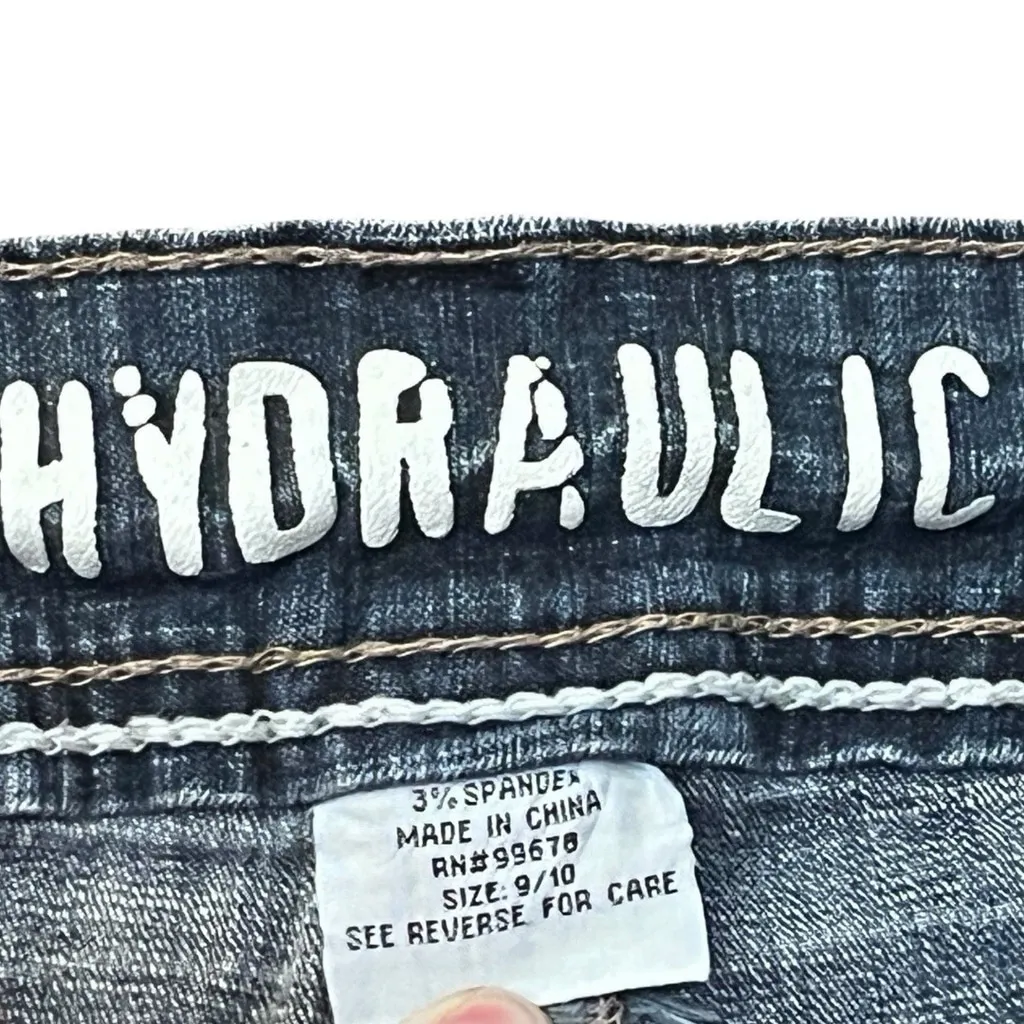 HYDRAULIC
3% SPANDEX
MADE IN CHINA
RN#99678
SIZE: 9/10
SEE REVERSE FOR CARE